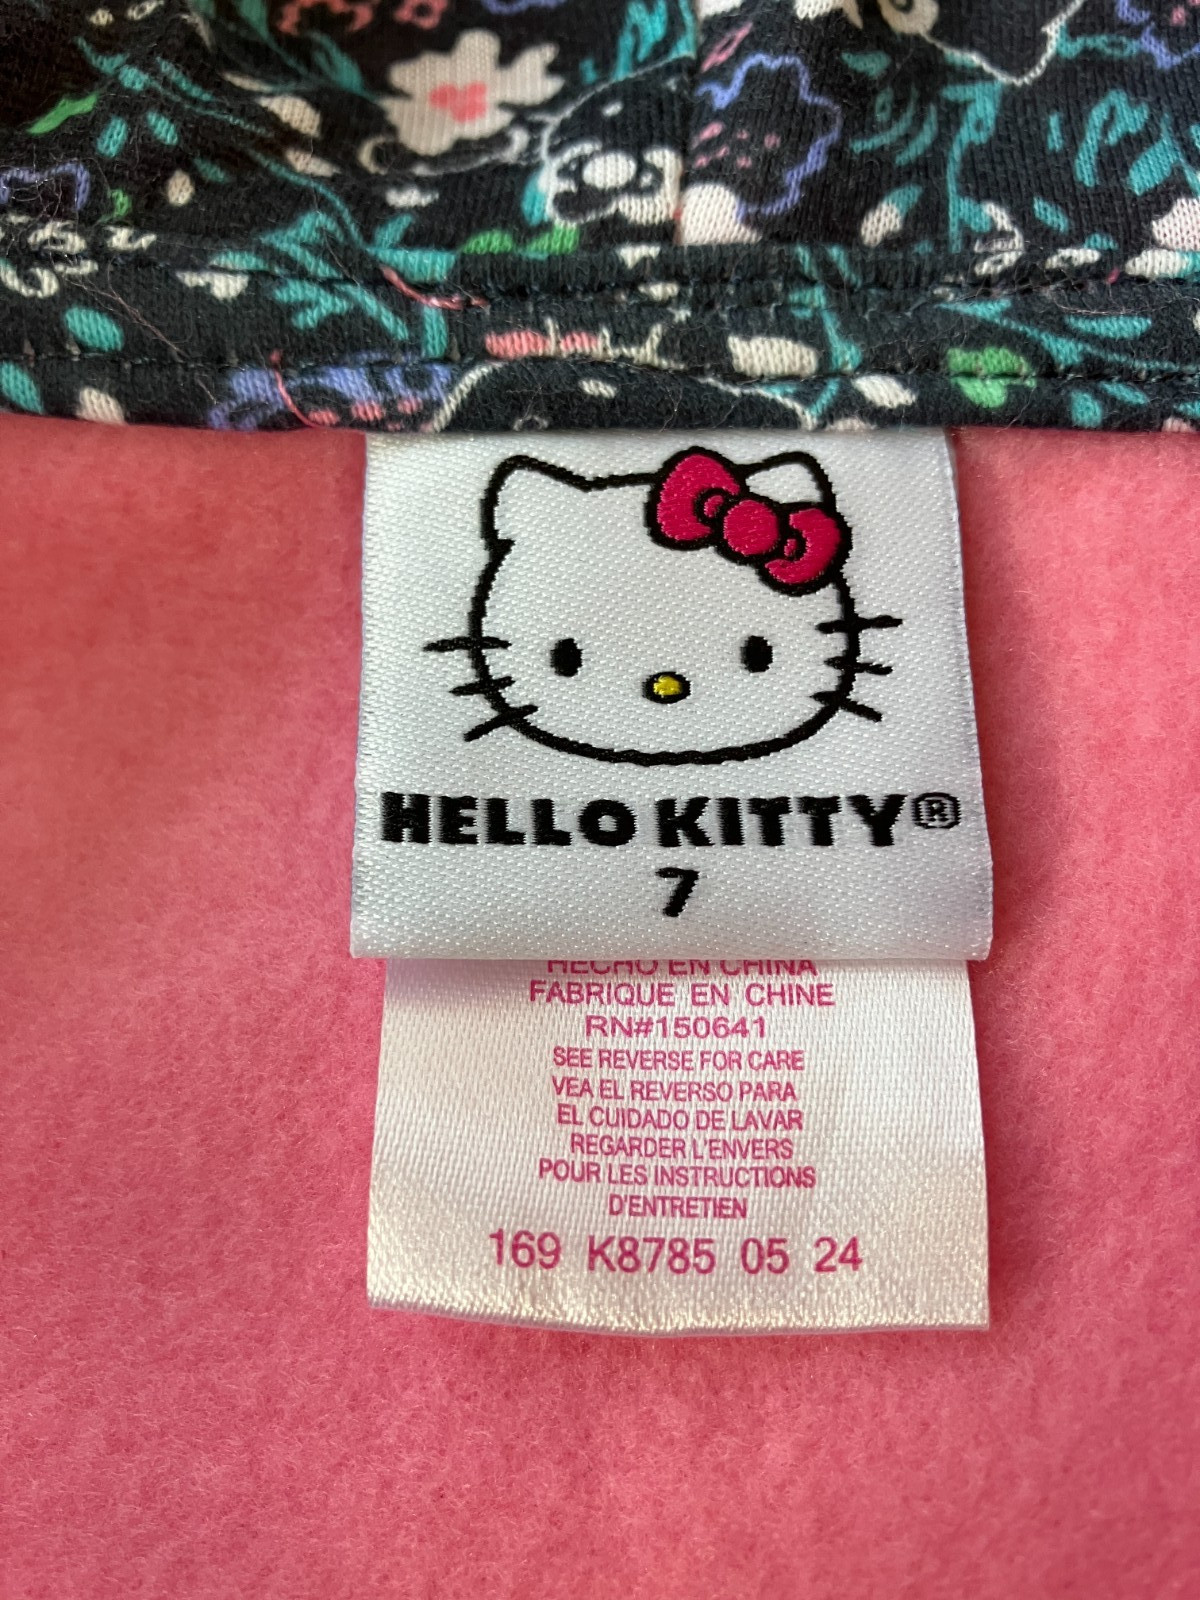 HELLO KITTY®
7
HECHO EN CHINA
FABRIQUE EN CHINE
RN#150641
SEE REVERSE FOR CARE
VEA EL REVERSO PARA
EL CUIDADO DE LAVAR
REGARDER L'ENVERS
POUR LES INSTRUCTIONS
D'ENTRETIEN
169 K8785 05 24